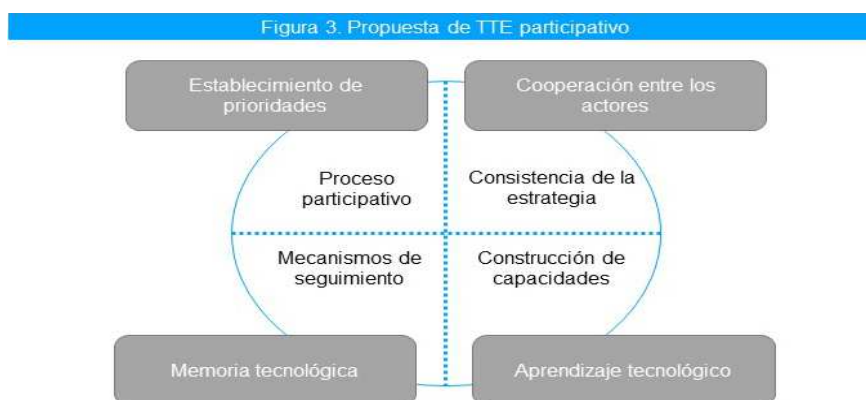 Figura 3. Propuesta de TTE participativo
Establecimiento de
prioridades
Cooperación entre los
actores
Proceso
participativo
Consistencia de la
estrategia
Mecanismos de
seguimiento
Construcción de
capacidades
Memoria tecnológica
Aprendizaje tecnológico